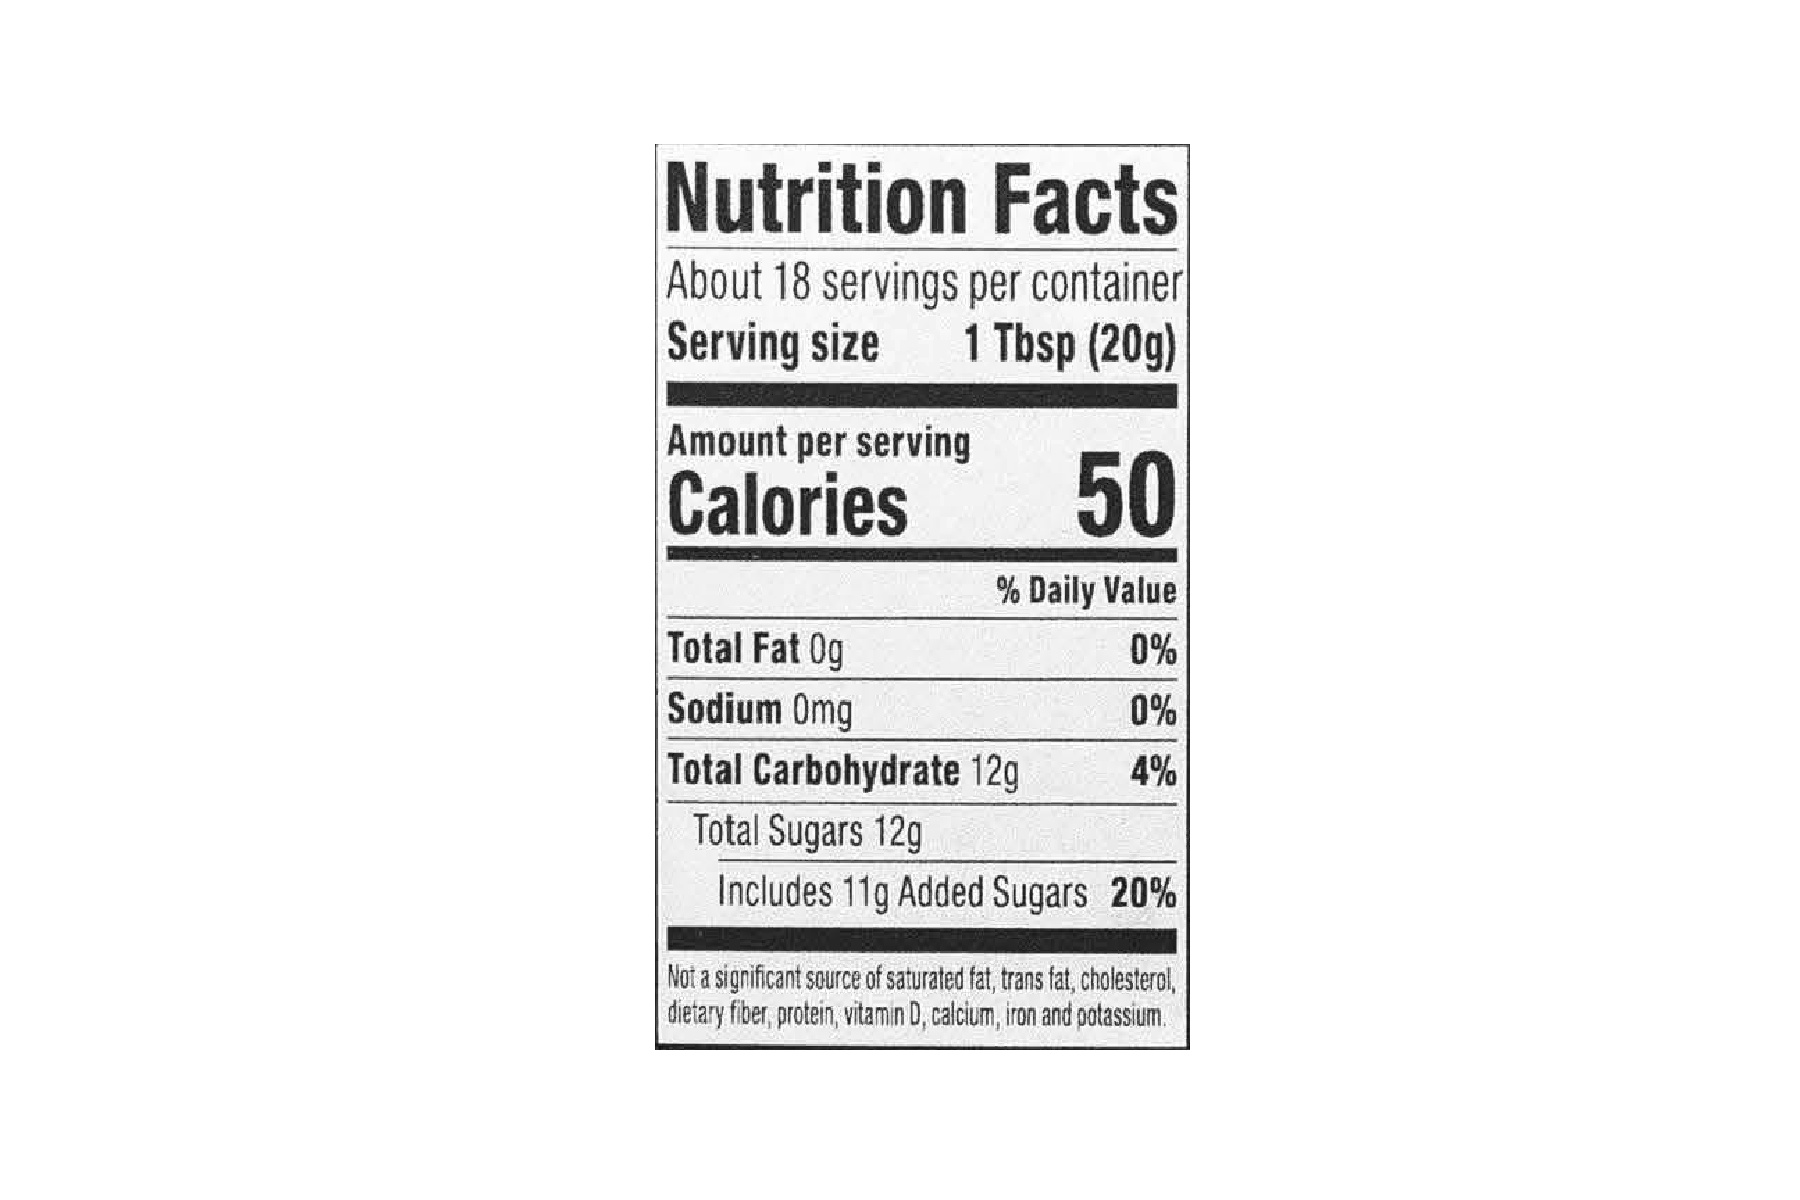 Nutrition Facts
About 18 servings per container
Serving size 1 Tbsp (20g)
Amount per serving
Calories 50
% Daily Value
Total Fat 0g 0%
Sodium 0mg 0%
Total Carbohydrate 12g 4%
Total Sugars 12g
Includes 11g Added Sugars 20%
Not a significant source of saturated fat, trans fat, cholesterol,
dietary fiber, protein, vitamin D, calcium, iron and potassium.